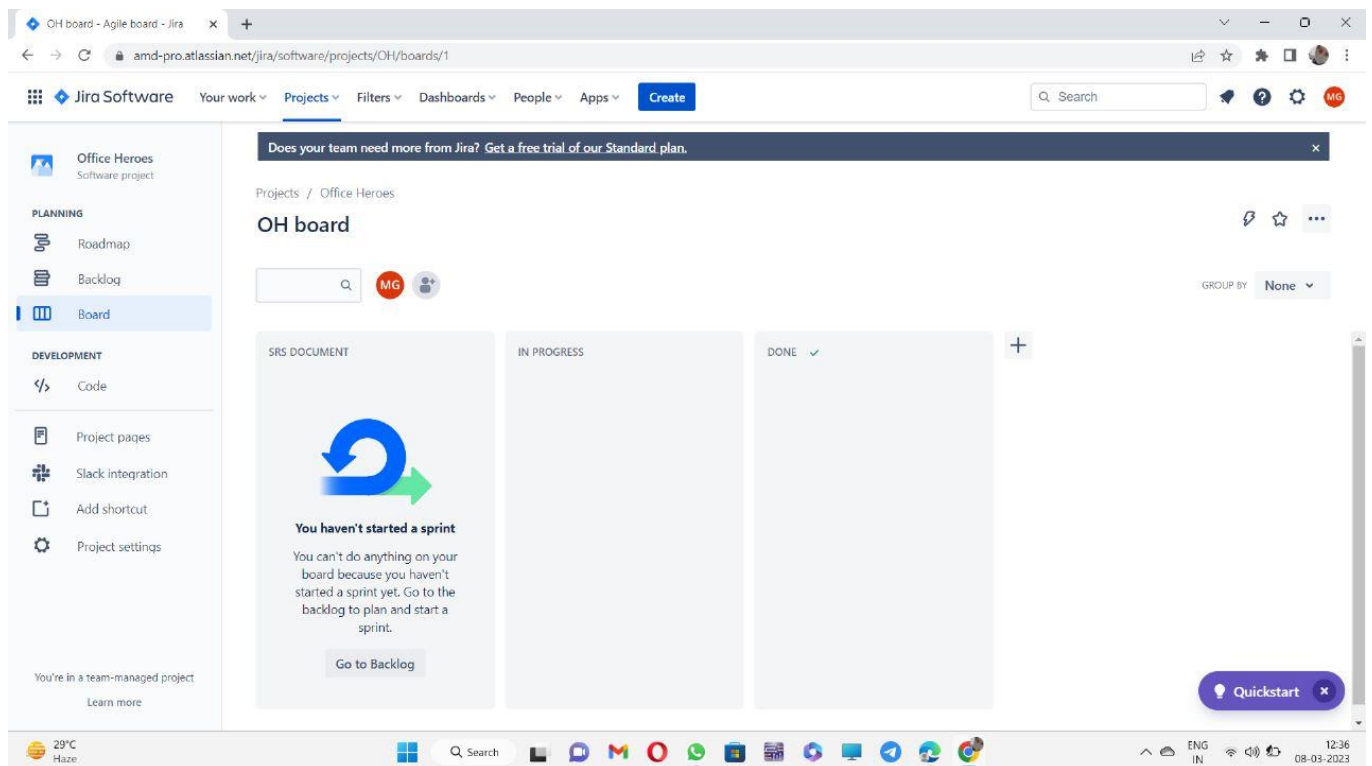 OH board - Agile board - Jira
amd-pro.atlassian.net/jira/software/projects/OH/boards/1
Jira Software Your work Projects Filters Dashboards People Apps Create Search MG
Does your team need more from Jira? Get a free trial of our Standard plan.
Office Heroes
Software project
Projects / Office Heroes
OH board
PLANNING
Roadmap
Backlog
Board
DEVELOPMENT
Code
Project pages
Slack integration
Add shortcut
Project settings
You're in a team-managed project
Learn more
MG
GROUP BY None
SRS DOCUMENT
IN PROGRESS
DONE
You haven't started a sprint
You can't do anything on your
board because you haven't
started a sprint yet. Go to the
backlog to plan and start a
sprint.
Go to Backlog
Quickstart
29°C
Haze
Search
ENG
IN
12:36
08-03-2023